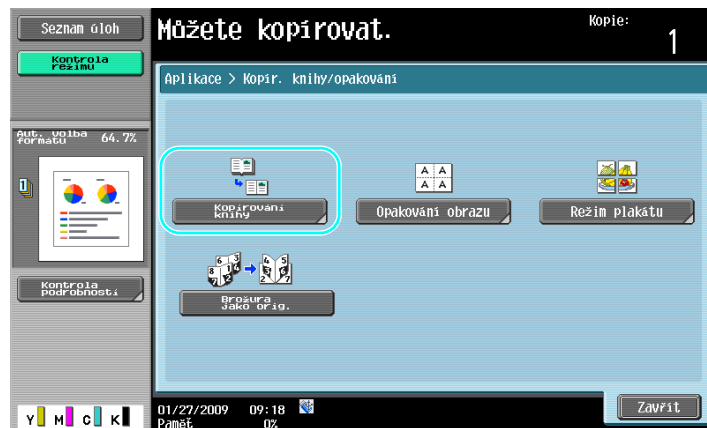 Seznam úloh
Kontrola
režimu
Můžete kopírovat.
Kopie:
1
Aplikace > Kopír. knihy/opakování
Aut. volba
formátu
64.7%
1
Kopírování
knihy
A A
A A
Opakování obrazu
Režim plakátu
Kontrola
podrobností
Brožura
jako orig.
Y M C K
01/27/2009 09:18
Paměť 0%
Zavřít